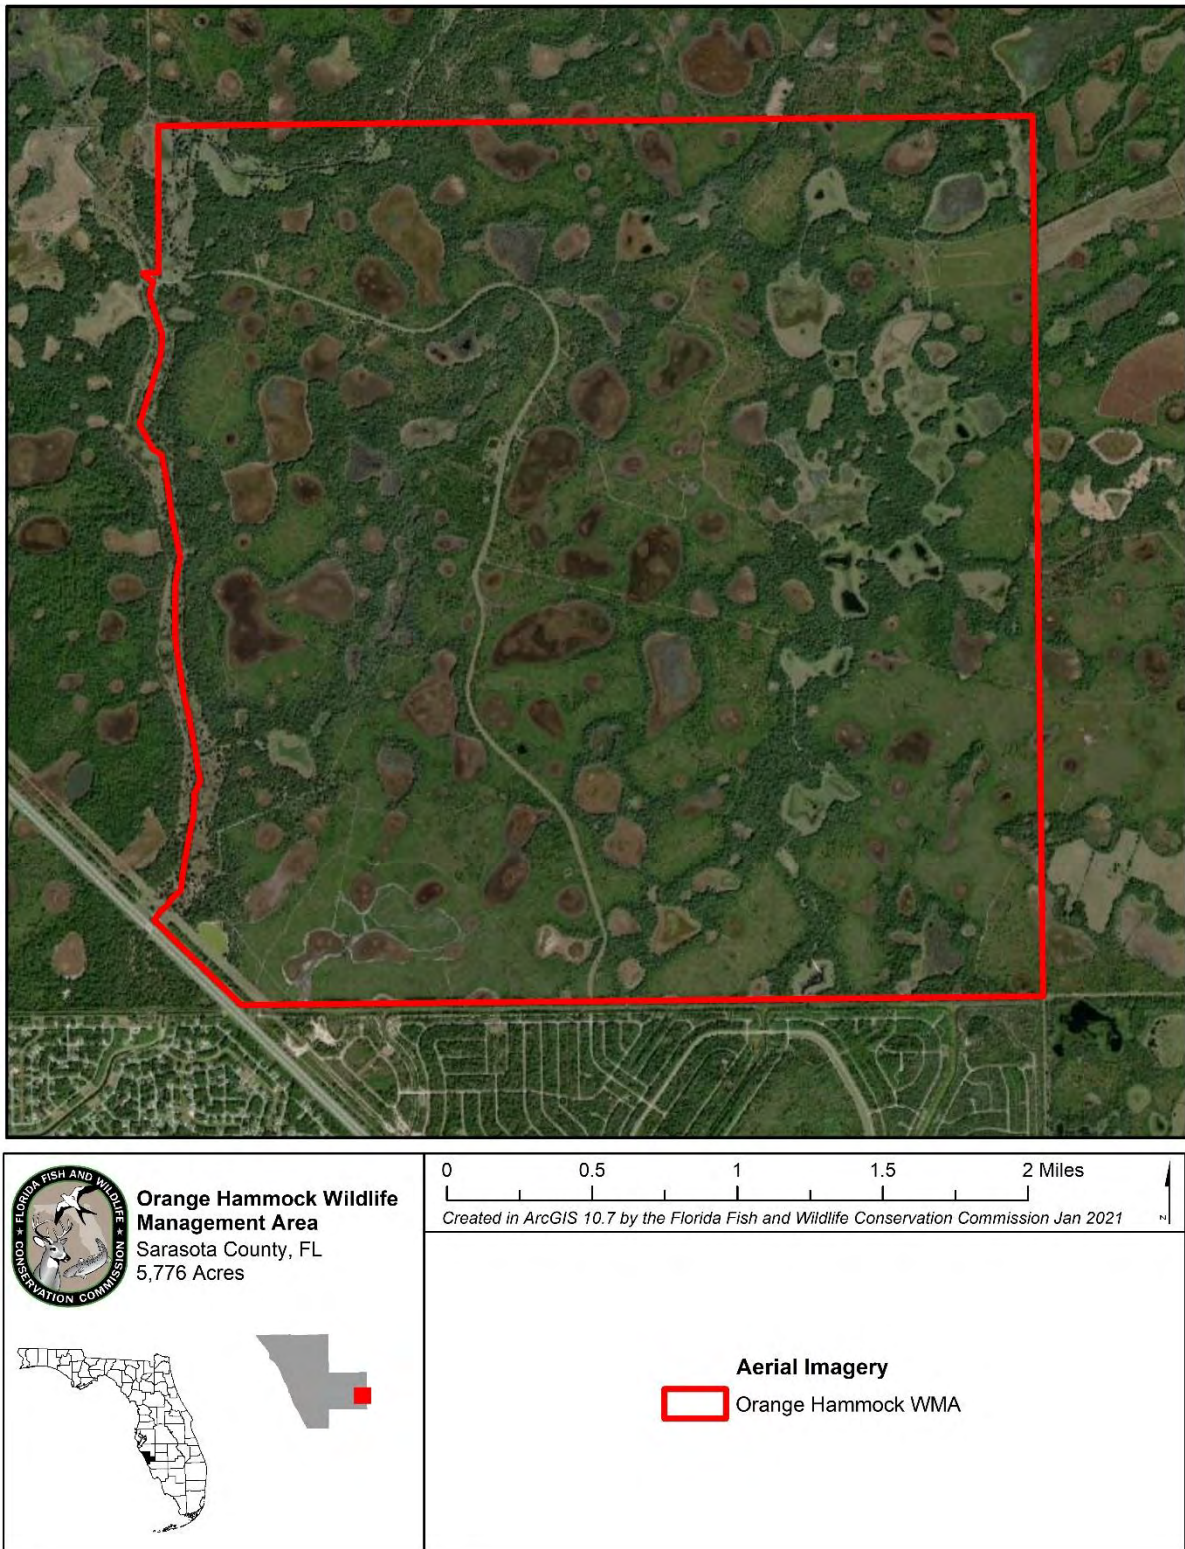 FLORIDA FISH AND WILDLIFE
CONSERVATION COMMISSION
Orange Hammock Wildlife
Management Area
Sarasota County, FL
5,776 Acres
0 0.5 1 1.5 2 Miles
Created in ArcGIS 10.7 by the Florida Fish and Wildlife Conservation Commission Jan 2021
N
Aerial Imagery
Orange Hammock WMA